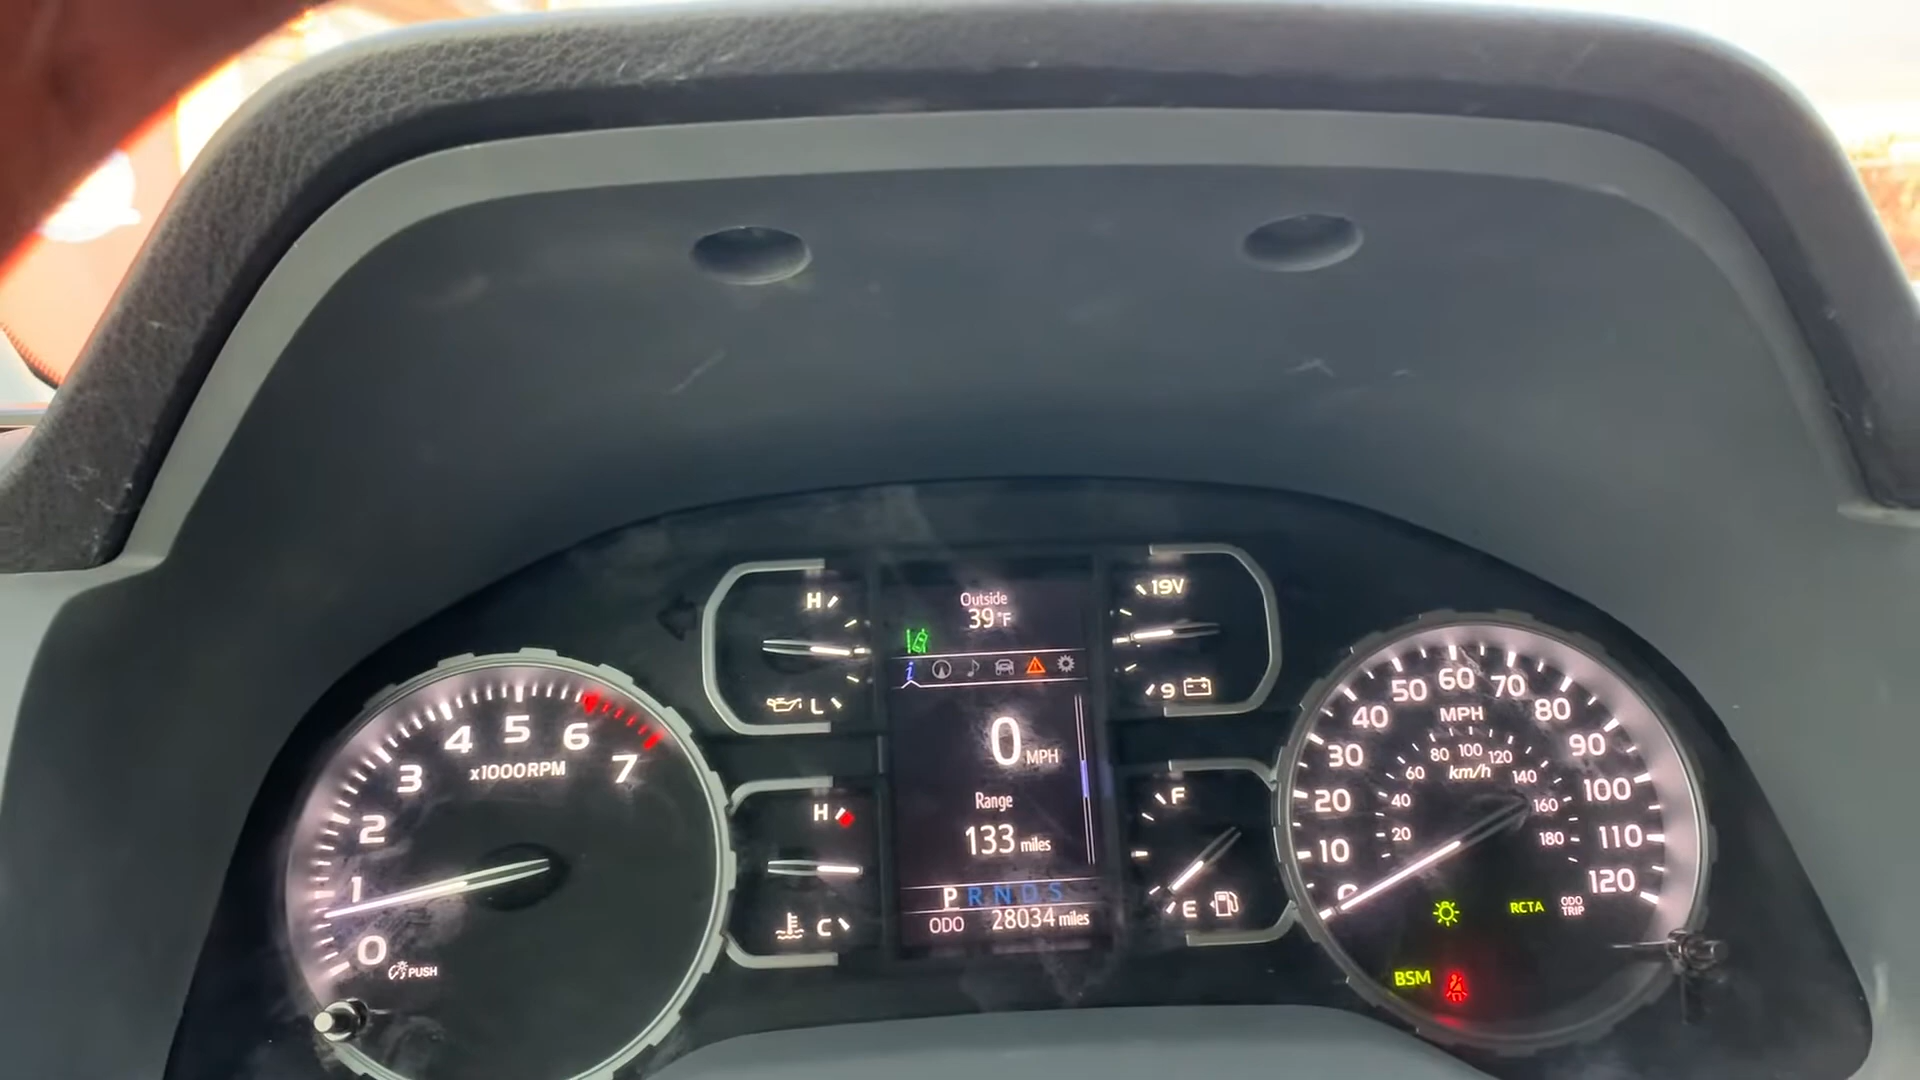 Outside
39°F
i
0 MPH
Range
133 miles
P R N D S
ODO 28034 miles
H
L
H
C
19V
9
F
E
0
1
2
3
4
5
6
7
x1000RPM
PUSH
0
10
20
30
40
50
60
70
80
90
100
110
120
MPH
20
40
60
80
100
120
140
160
180
km/h
RCTA
ODO
TRIP
BSM